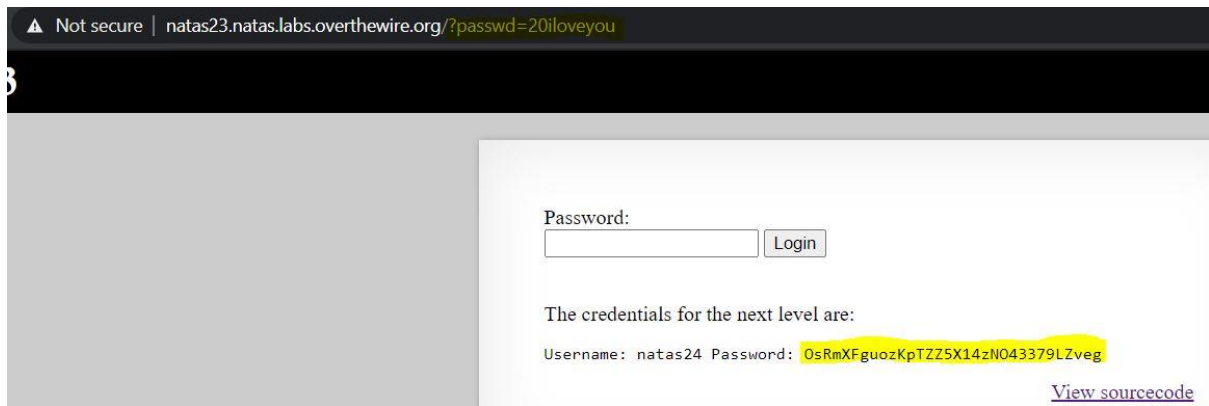 Not secure | natas23.natas.labs.overthewire.org/?passwd=20iloveyou
3
Password:
Login
The credentials for the next level are:
Username: natas24 Password: OsRmXFguozKpTZZ5X14zNO43379LZveg
View sourcecode